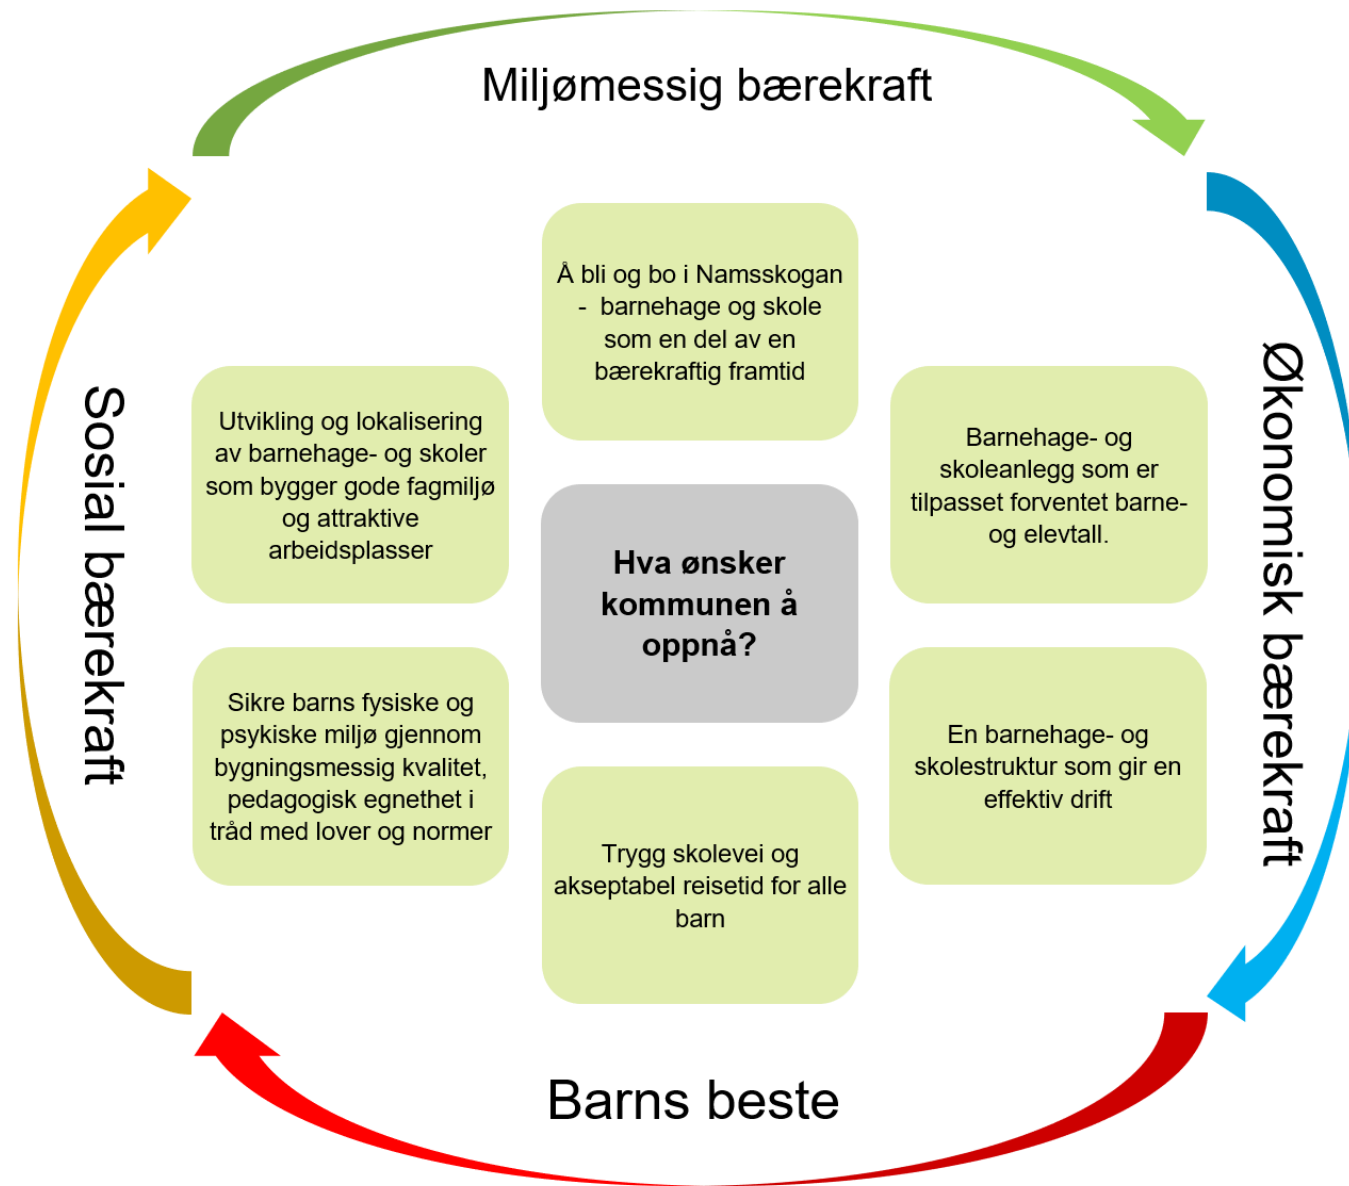 Miljømessig bærekraft
Å bli og bo i Namsskogan
- barnehage og skole
som en del av en
bærekraftig framtid
Utvikling og lokalisering
av barnehage- og skoler
som bygger gode fagmiljø
og attraktive
arbeidsplasser
Barnehage- og
skoleanlegg som er
tilpasset forventet barne-
og elevtall.
Sosial bærekraft
Hva ønsker
kommunen å
oppnå?
Økonomisk bærekraft
Sikre barns fysiske og
psykiske miljø gjennom
bygningsmessig kvalitet,
pedagogisk egnethet i
tråd med lover og normer
En barnehage- og
skolestruktur som gir en
effektiv drift
Trygg skolevei og
akseptabel reisetid for alle
barn
Barns beste